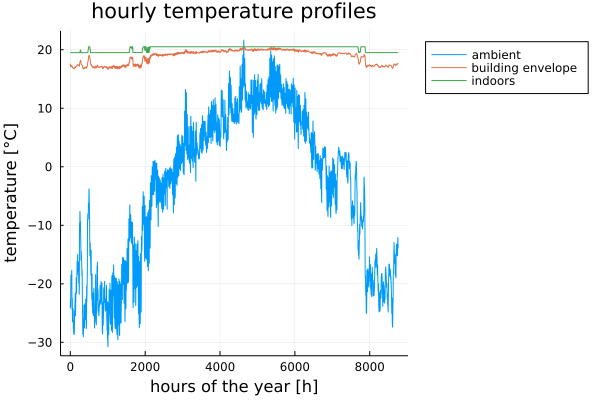 hourly temperature profiles
ambient
building envelope
indoors
temperature [°C]
20
10
0
−10
−20
−30
0
2000
4000
6000
8000
hours of the year [h]